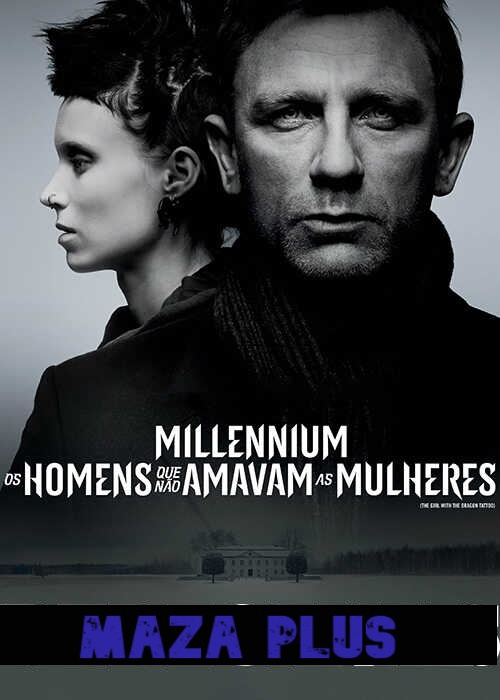 MILLENNIUM
OS HOMENS QUE NÃO AMAVAM AS MULHERES
(THE GIRL WITH THE DRAGON TATTOO)
MAZA PLUS